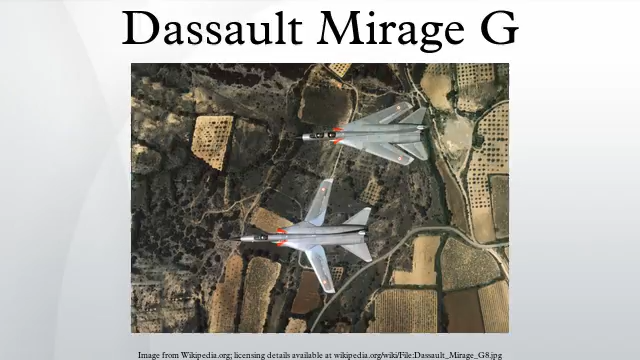 Dassault Mirage G
Image from Wikipedia.org; licensing details available at wikipedia.org/wiki/File:Dassault_Mirage_G8.jpg